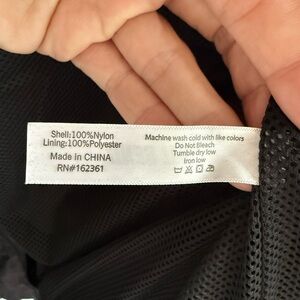 Shell:100%Nylon
Lining:100%Polyester
Made in CHINA
RN#162361
Machine wash cold with like colors
Do Not Bleach
Tumble dry low
Iron low